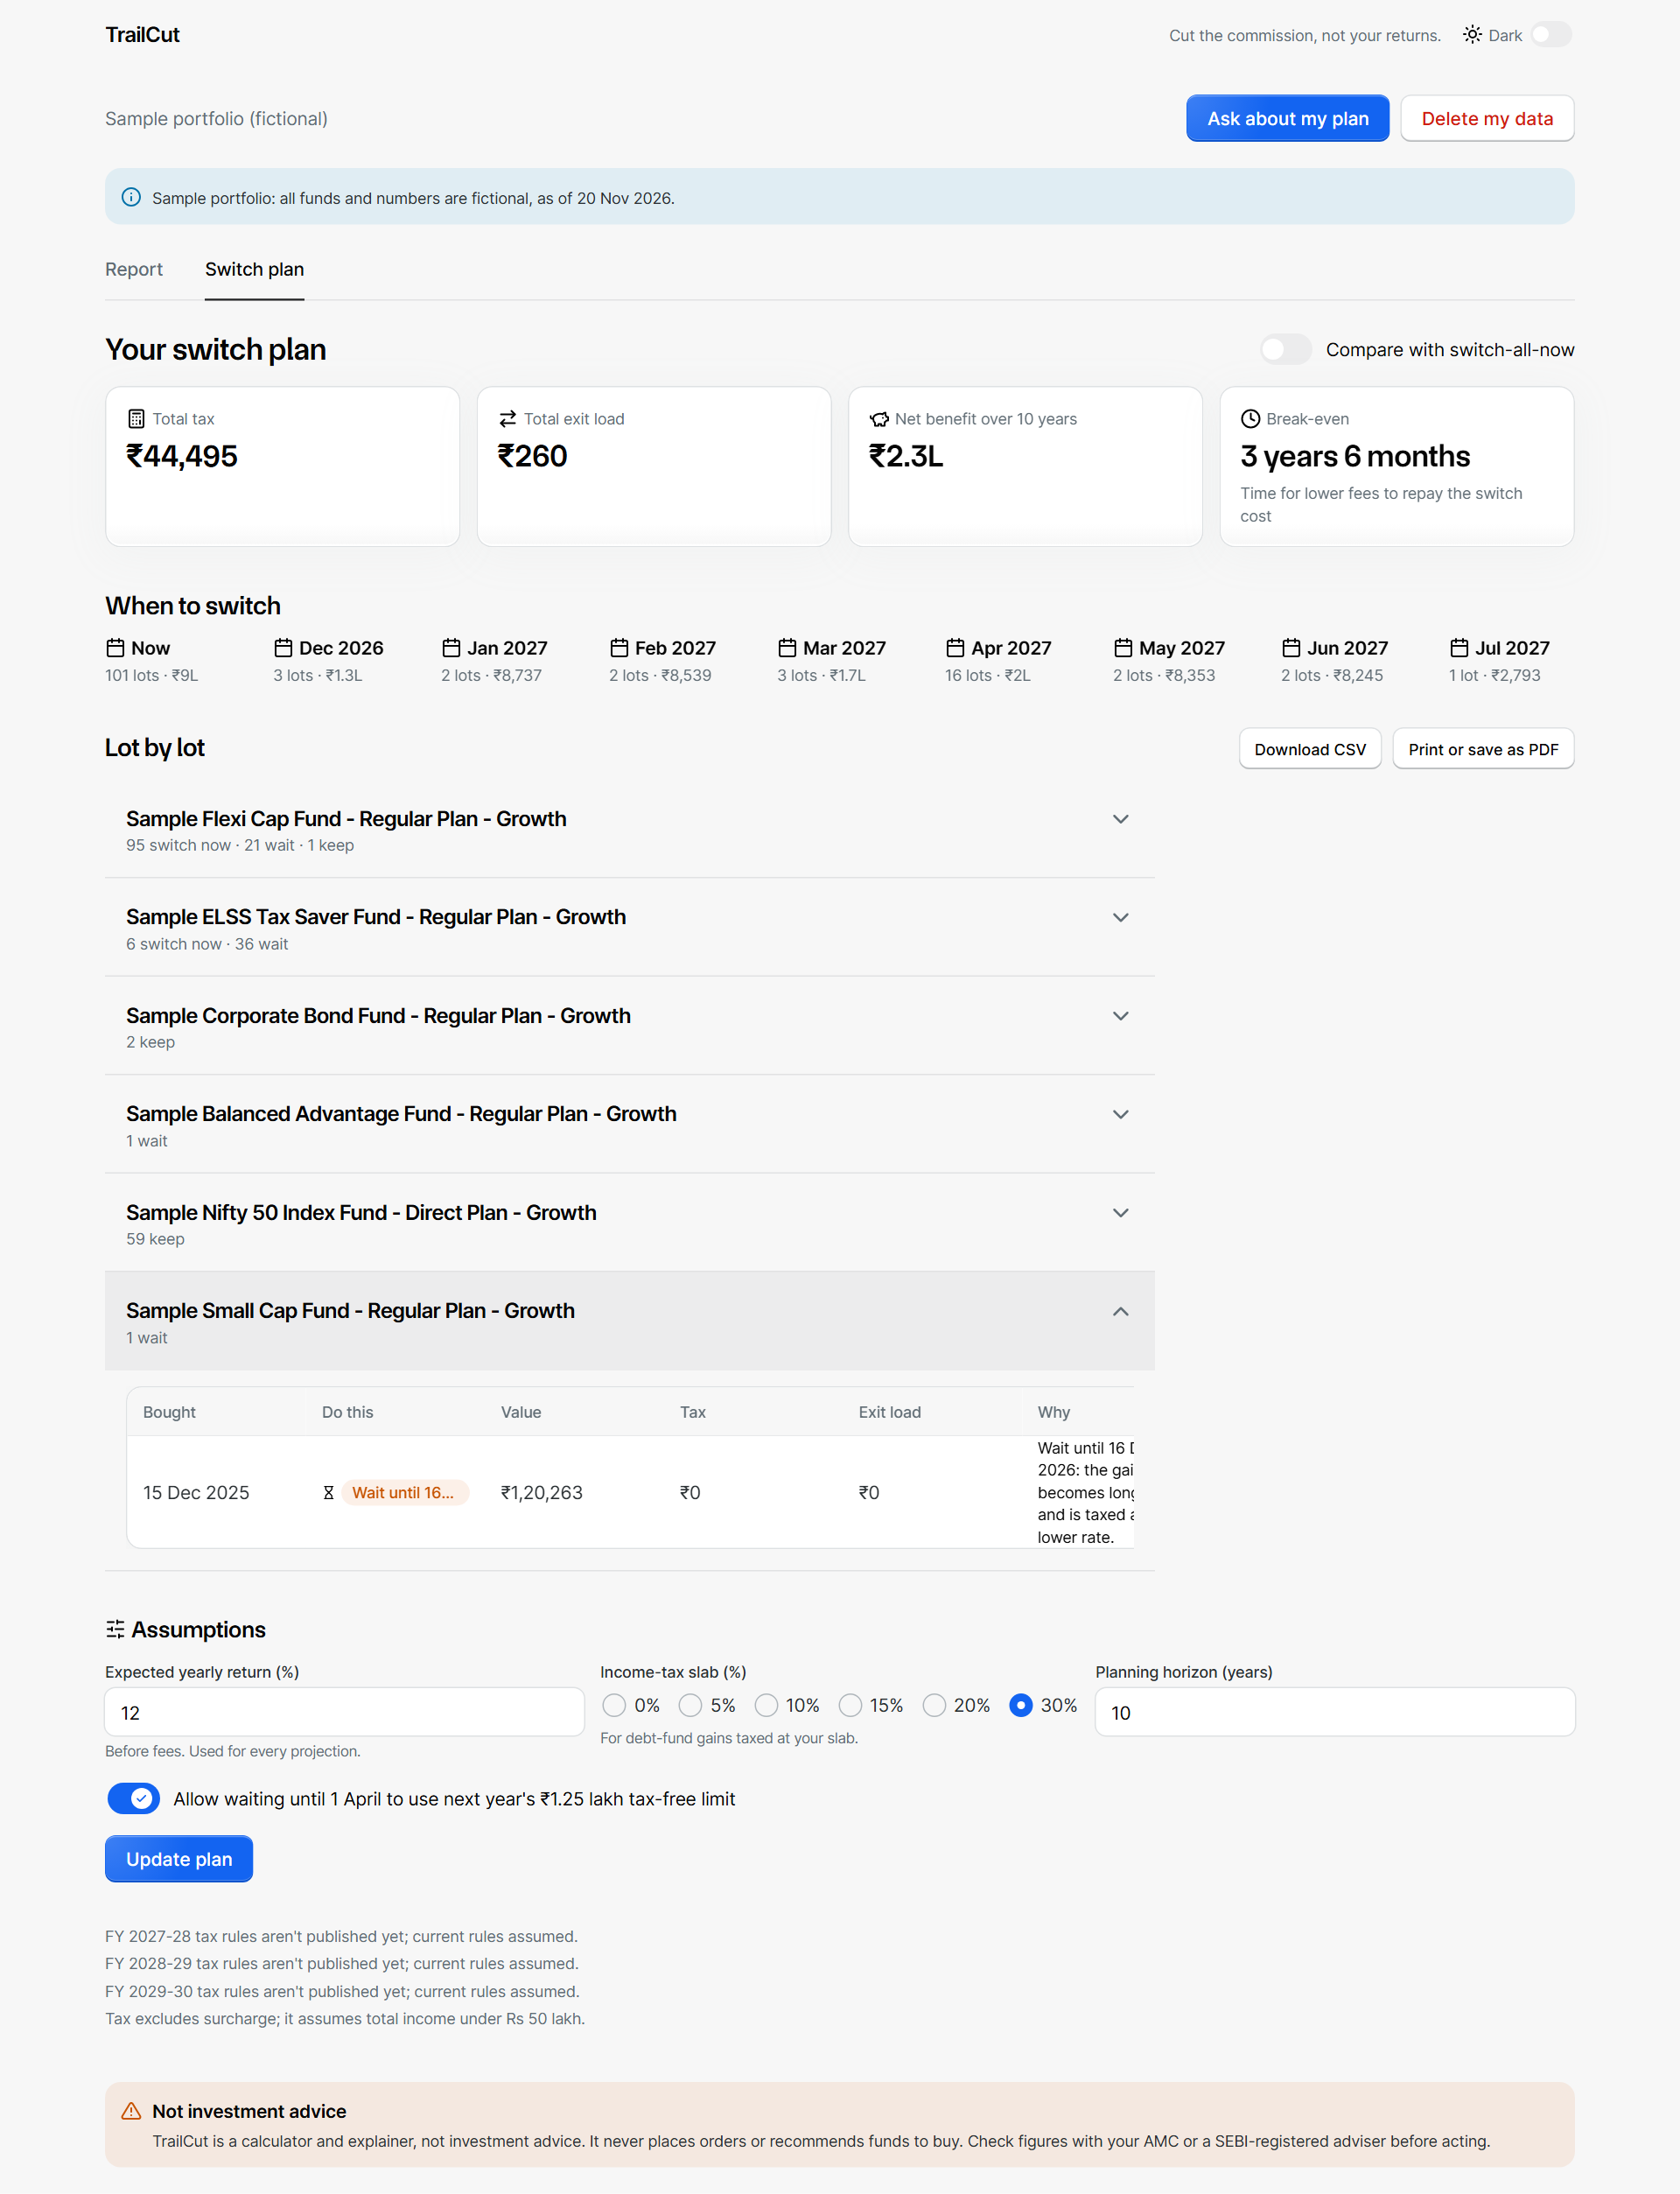 TrailCut
Cut the commission, not your returns.
Dark
Sample portfolio (fictional)
Ask about my plan
Delete my data
Sample portfolio: all funds and numbers are fictional, as of 20 Nov 2026.
Report
Switch plan
Your switch plan
Compare with switch-all-now
Total tax
₹44,495
Total exit load
₹260
Net benefit over 10 years
₹2.3L
Break-even
3 years 6 months
Time for lower fees to repay the switch
cost
When to switch
Now
101 lots · ₹9L
Dec 2026
3 lots · ₹1.3L
Jan 2027
2 lots · ₹8,737
Feb 2027
2 lots · ₹8,539
Mar 2027
3 lots · ₹1.7L
Apr 2027
16 lots · ₹2L
May 2027
2 lots · ₹8,353
Jun 2027
2 lots · ₹8,245
Jul 2027
1 lot · ₹2,793
Lot by lot
Download CSV
Print or save as PDF
Sample Flexi Cap Fund - Regular Plan - Growth
95 switch now · 21 wait · 1 keep
Sample ELSS Tax Saver Fund - Regular Plan - Growth
6 switch now · 36 wait
Sample Corporate Bond Fund - Regular Plan - Growth
2 keep
Sample Balanced Advantage Fund - Regular Plan - Growth
1 wait
Sample Nifty 50 Index Fund - Direct Plan - Growth
59 keep
Sample Small Cap Fund - Regular Plan - Growth
1 wait
Bought
Do this
Value
Tax
Exit load
Why
15 Dec 2025
Wait until 16...
₹1,20,263
₹0
₹0
Wait until 16
2026: the
becomes
and is taxed
lower rate.
Assumptions
Expected yearly return (%)
12
Before fees. Used for every projection.
Income-tax slab (%)
0%
5%
10%
15%
20%
30%
For debt-fund gains taxed at your slab.
Planning horizon (years)
10
Allow waiting until 1 April to use next year's ₹1.25 lakh tax-free limit
Update plan
FY 2027-28 tax rules aren't published yet; current rules assumed.
FY 2028-29 tax rules aren't published yet; current rules assumed.
FY 2029-30 tax rules aren't published yet; current rules assumed.
Tax excludes surcharge; it assumes total income under Rs 50 lakh.
Not investment advice
TrailCut is a calculator and explainer, not investment advice. It never places orders or recommends funds to buy. Check figures with your AMC or a SEBI-registered adviser before acting.